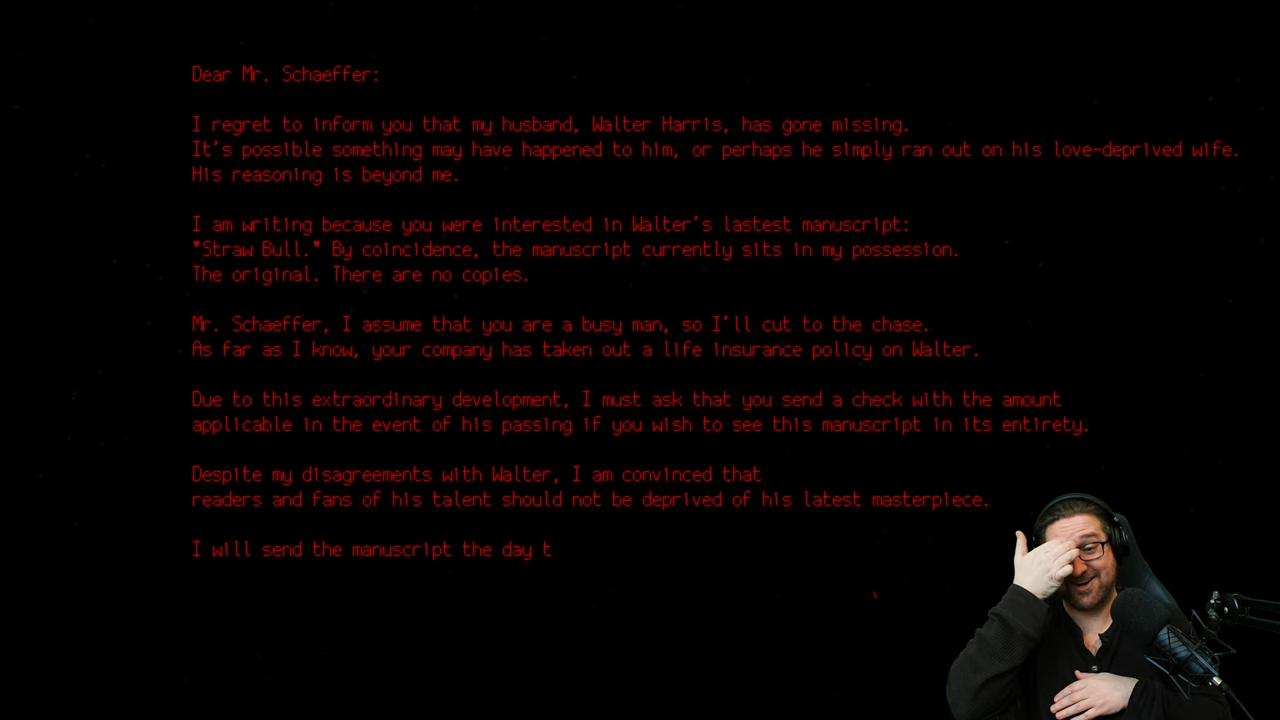 Dear Mr. Schaeffer:
I regret to inform you that my husband, Walter Harris, has gone missing.
It's possible something may have happened to him, or perhaps he simply ran out on his love-deprived wife.
His reasoning is beyond me.
I am writing because you were interested in Walter's lastest manuscript:
"Straw Bull." By coincidence, the manuscript currently sits in my possession.
The original. There are no copies.
Mr. Schaeffer, I assume that you are a busy man, so I'll cut to the chase.
As far as I know, your company has taken out a life insurance policy on Walter.
Due to this extraordinary development, I must ask that you send a check with the amount
applicable in the event of his passing if you wish to see this manuscript in its entirety.
Despite my disagreements with Walter, I am convinced that
readers and fans of his talent should not be deprived of his latest masterpiece.
I will send the manuscript the day t